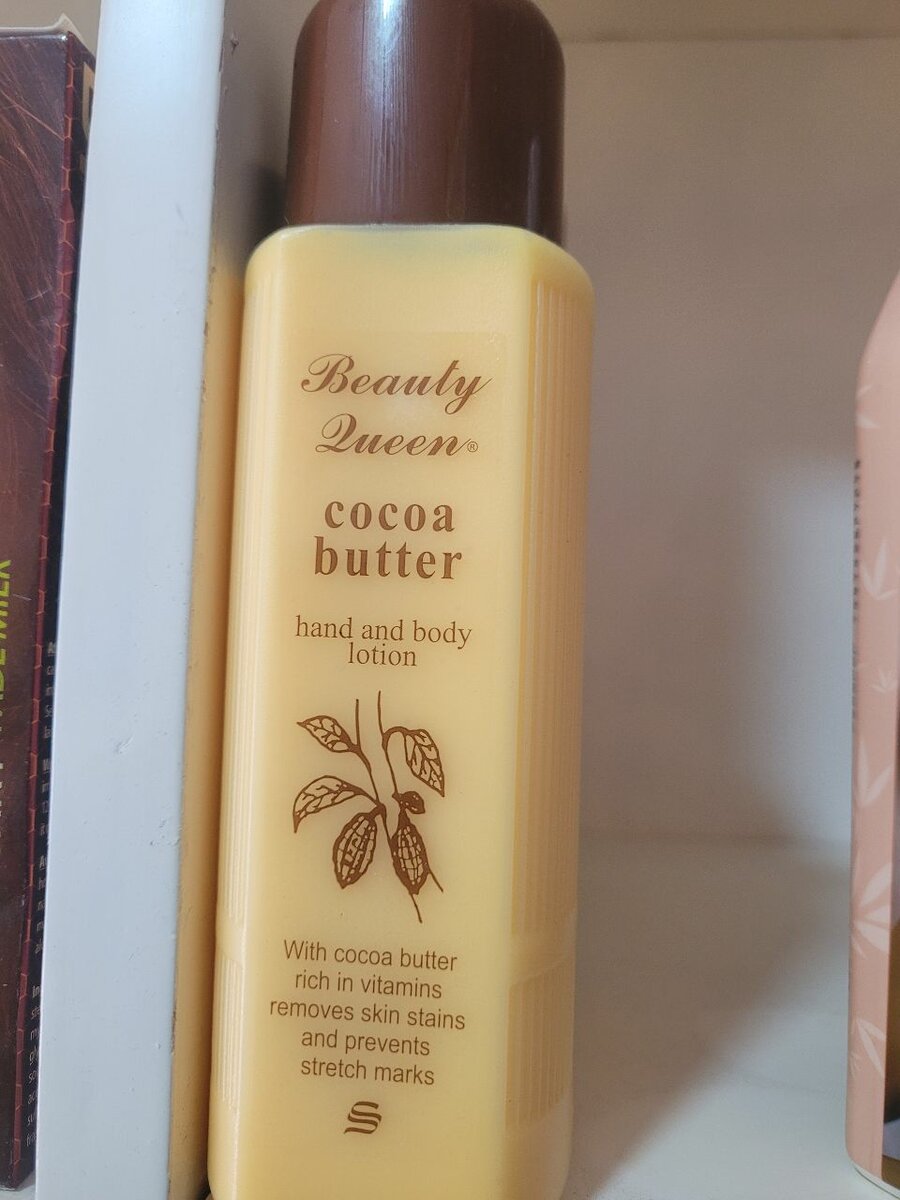 Beauty
Queen®
cocoa
butter
hand and body
lotion
With cocoa butter
rich in vitamins
removes skin stains
and prevents
stretch marks